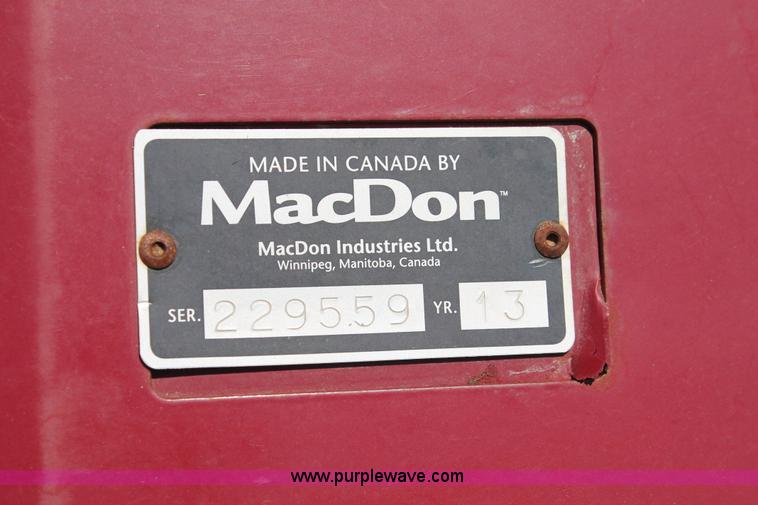 MADE IN CANADA BY
MacDon™
MacDon Industries Ltd.
Winnipeg, Manitoba, Canada
SER. 229559 YR. 13
www.purplewave.com